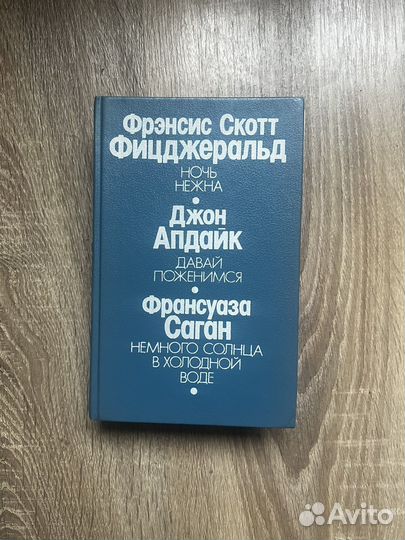 Фрэнсис Скотт
Фицджеральд
НОЧЬ
НЕЖНА
Джон
Апдайк
ДАВАЙ
ПОЖЕНИМСЯ
Франсуаза
Саган
НЕМНОГО СОЛНЦА
В ХОЛОДНОЙ
ВОДЕ
Avito